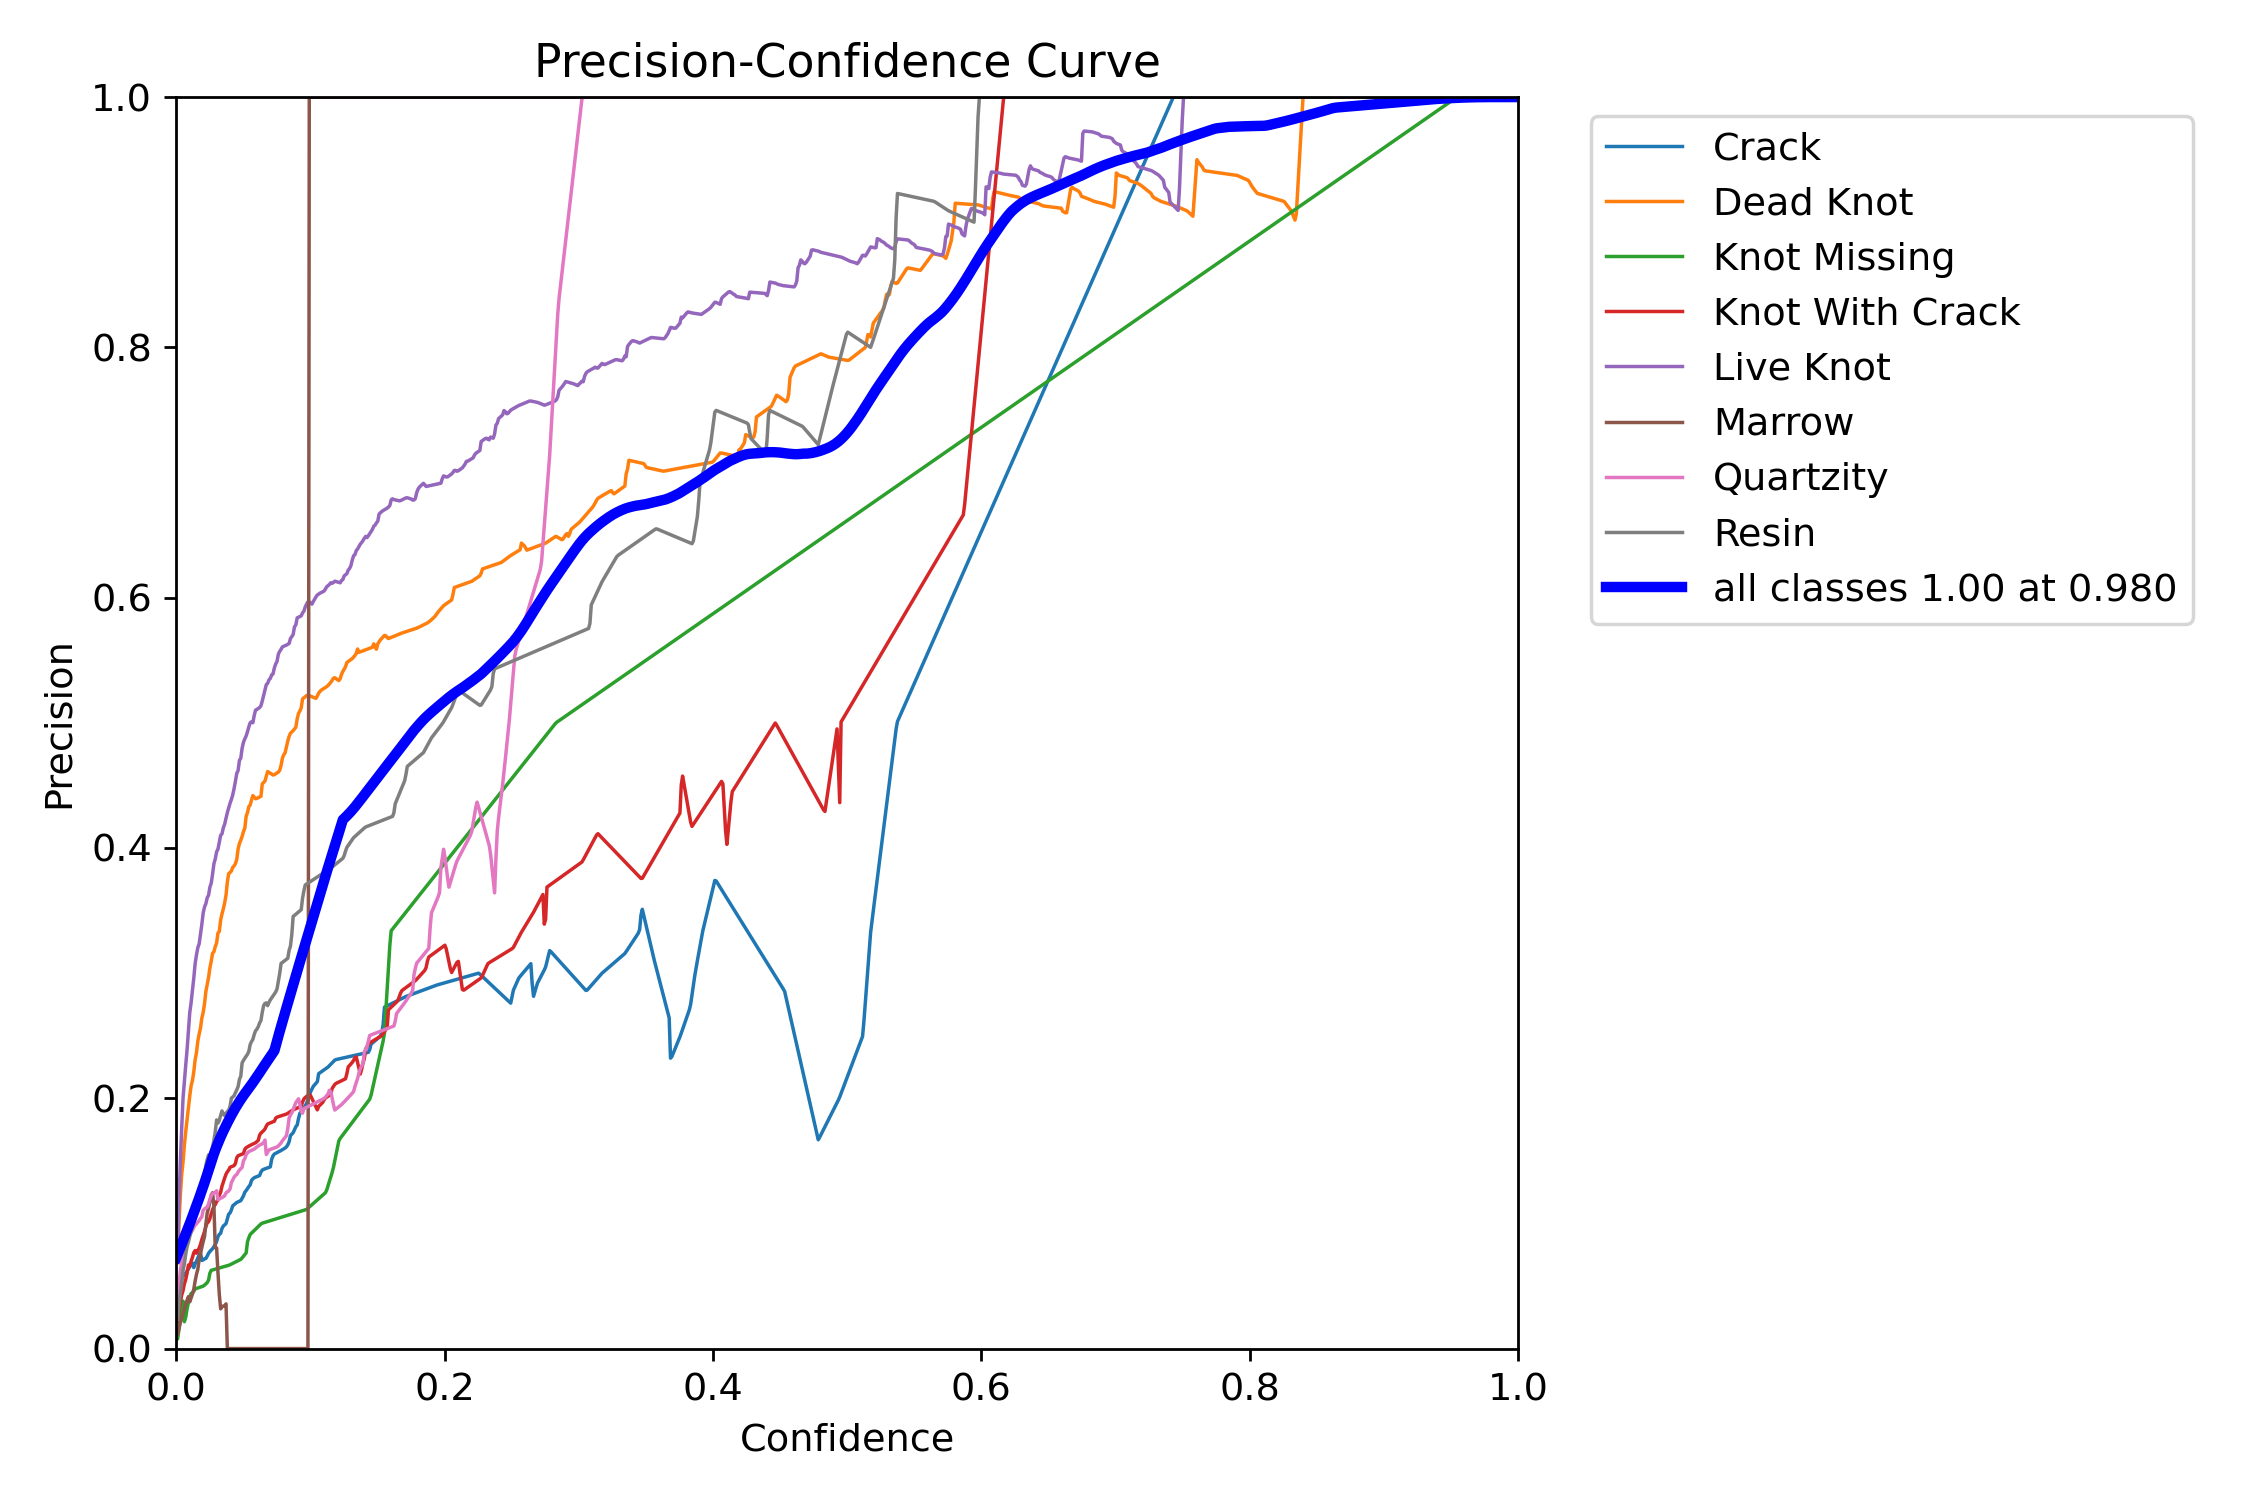 Precision-Confidence Curve
1.0
0.8
0.6
0.4
0.2
0.0
Precision
0.0 0.2 0.4 0.6 0.8 1.0
Confidence
Crack
Dead Knot
Knot Missing
Knot With Crack
Live Knot
Marrow
Quartzity
Resin
all classes 1.00 at 0.980